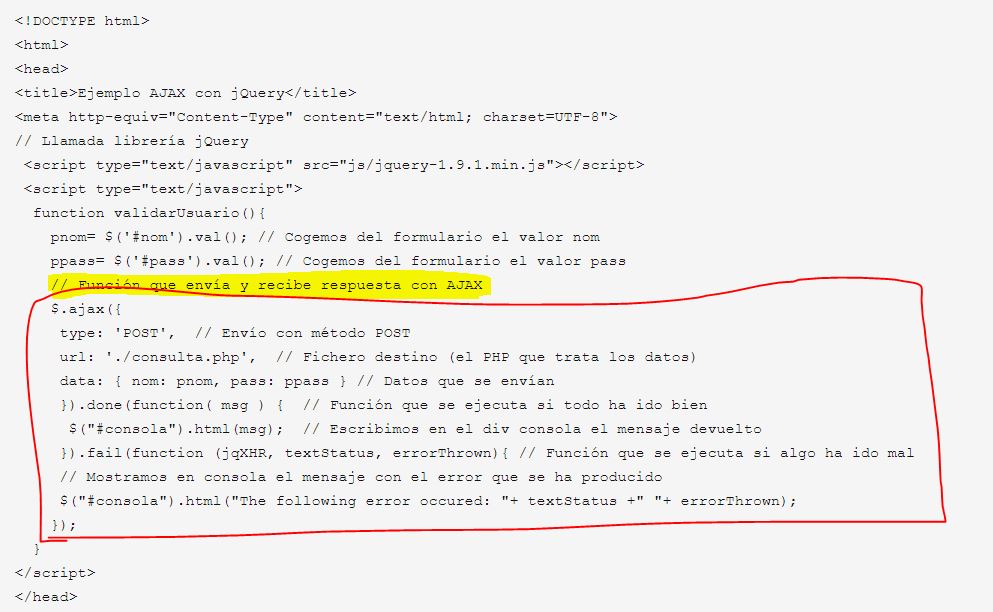 <!DOCTYPE html>
<html>
<head>
<title>Ejemplo AJAX con jQuery</title>
<meta http-equiv="Content-Type" content="text/html; charset=UTF-8">
// Llamada librería jQuery
<script type="text/javascript" src="js/jquery-1.9.1.min.js"></script>
<script type="text/javascript">
function validarUsuario(){
pnom= $('#nom').val(); // Cogemos del formulario el valor nom
ppass= $('#pass').val(); // Cogemos del formulario el valor pass
// Función que envía y recibe respuesta con AJAX
$.ajax({
type: 'POST',  // Envío con método POST
url: './consulta.php',  // Fichero destino (el PHP que trata los datos)
data: { nom: pnom, pass: ppass } // Datos que se envían
}).done(function( msg ) {  // Función que se ejecuta si todo ha ido bien
$("#consola").html(msg);  // Escribimos en el div consola el mensaje devuelto
}).fail(function (jqXHR, textStatus, errorThrown){ // Función que se ejecuta si algo ha ido mal
// Mostramos en consola el mensaje con el error que se ha producido
$("#consola").html("The following error occured: "+ textStatus +" "+ errorThrown);
});
}
</script>
</head>